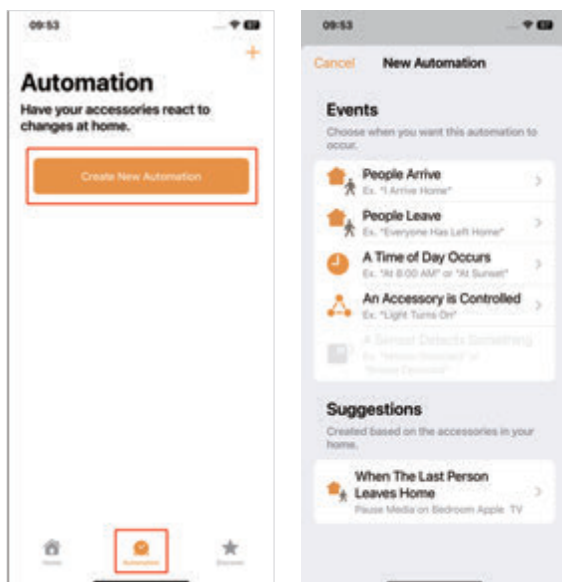 09:53
67
Automation
Have your accessories react to
changes at home.
Create New Automation
Home
Automation
Discover
09:53
67
Cancel
New Automation
Events
Choose when you want this automation to
occur.
People Arrive
Ex. "I Arrive Home"
People Leave
Ex. "Everyone Has Left Home"
A Time of Day Occurs
Ex. "At 8:00 AM" or "At Sunset"
An Accessory is Controlled
Ex. "Light Turns On"
A Sensor Detects Something
Suggestions
Created based on the accessories in your
home.
When The Last Person
Leaves Home
Pause Media on Bedroom Apple TV